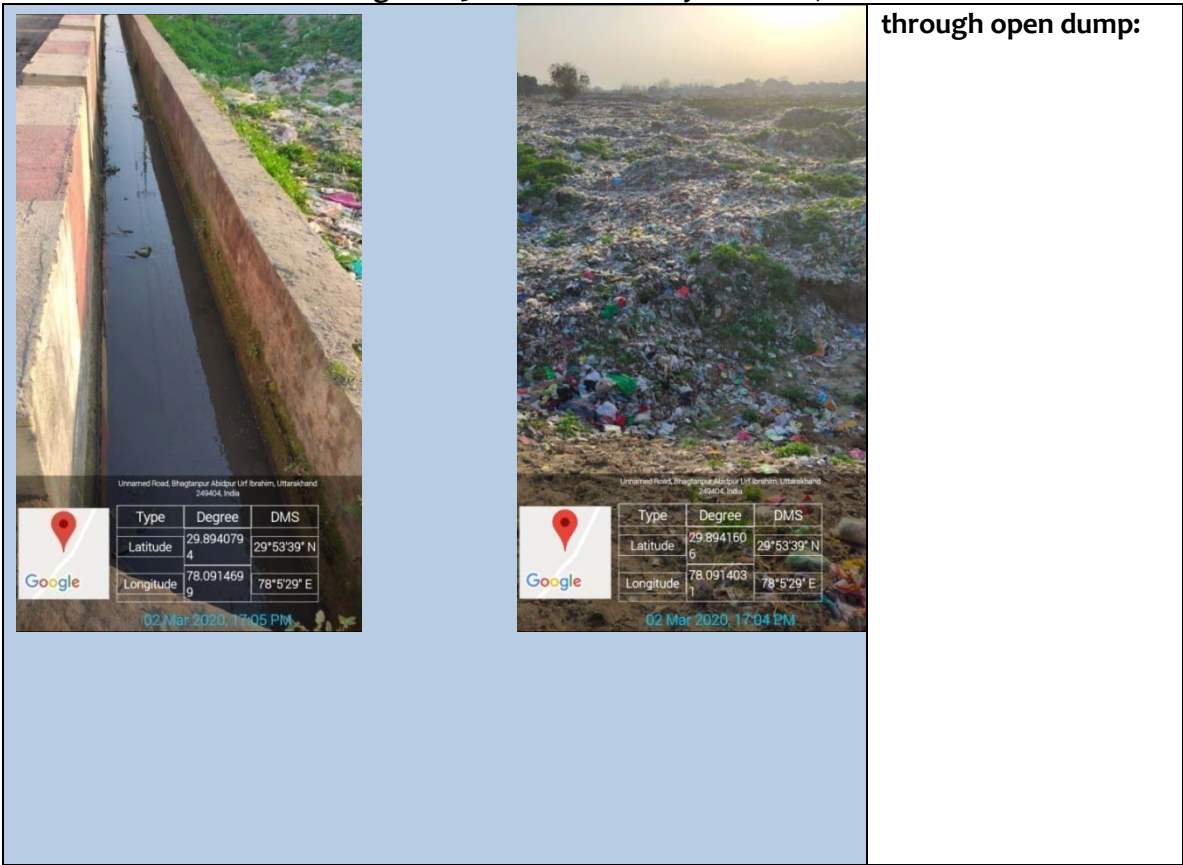 through open dump:
Unnamed Road, Bhagtanpur Abidpur Urf Ibrahim, Uttarakhand
249404, India
Type Degree DMS
Latitude 29.894079
4 29°53'39" N
Longitude 78.091469
9 78°5'29" E
Google
02 Mar 2020, 17:05 PM
Unnamed Road, Bhagtanpur Abidpur Urf Ibrahim, Uttarakhand
249404, India
Type Degree DMS
Latitude 29.894160
6 29°53'39" N
Longitude 78.091403
1 78°5'29" E
Google
02 Mar 2020, 17:04 PM